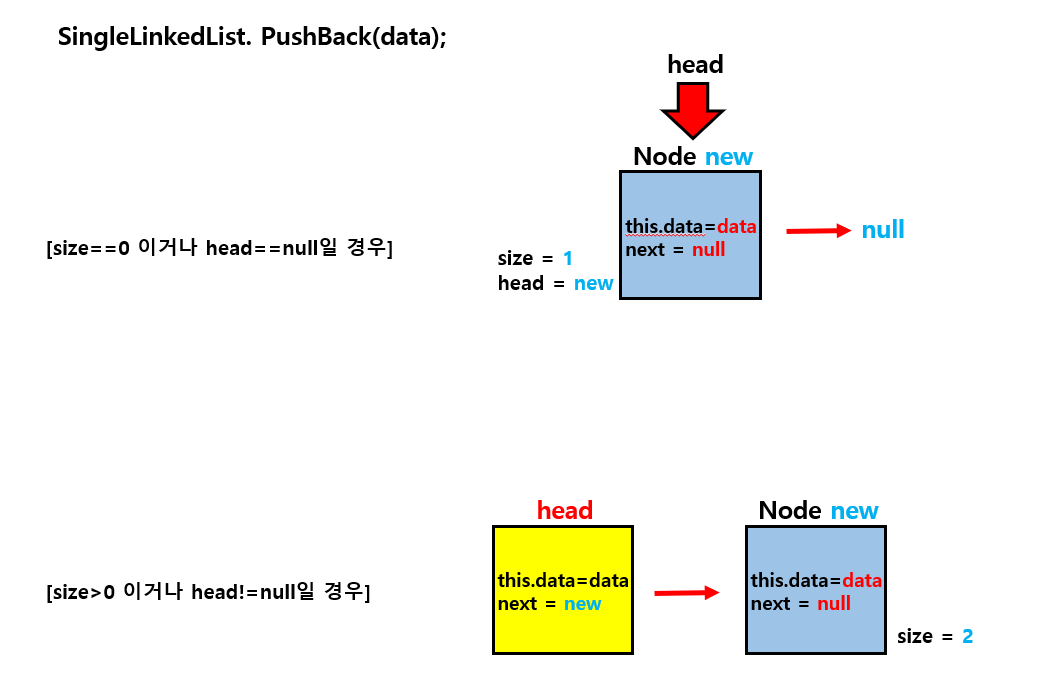 SingleLinkedList. PushBack(data);
head
Node new
[size==0 이거나 head==null일 경우]
this.data=data
next = null
null
size = 1
head = new
head
Node new
[size>0 이거나 head!=null일 경우]
this.data=data
next = new
this.data=data
next = null
size = 2